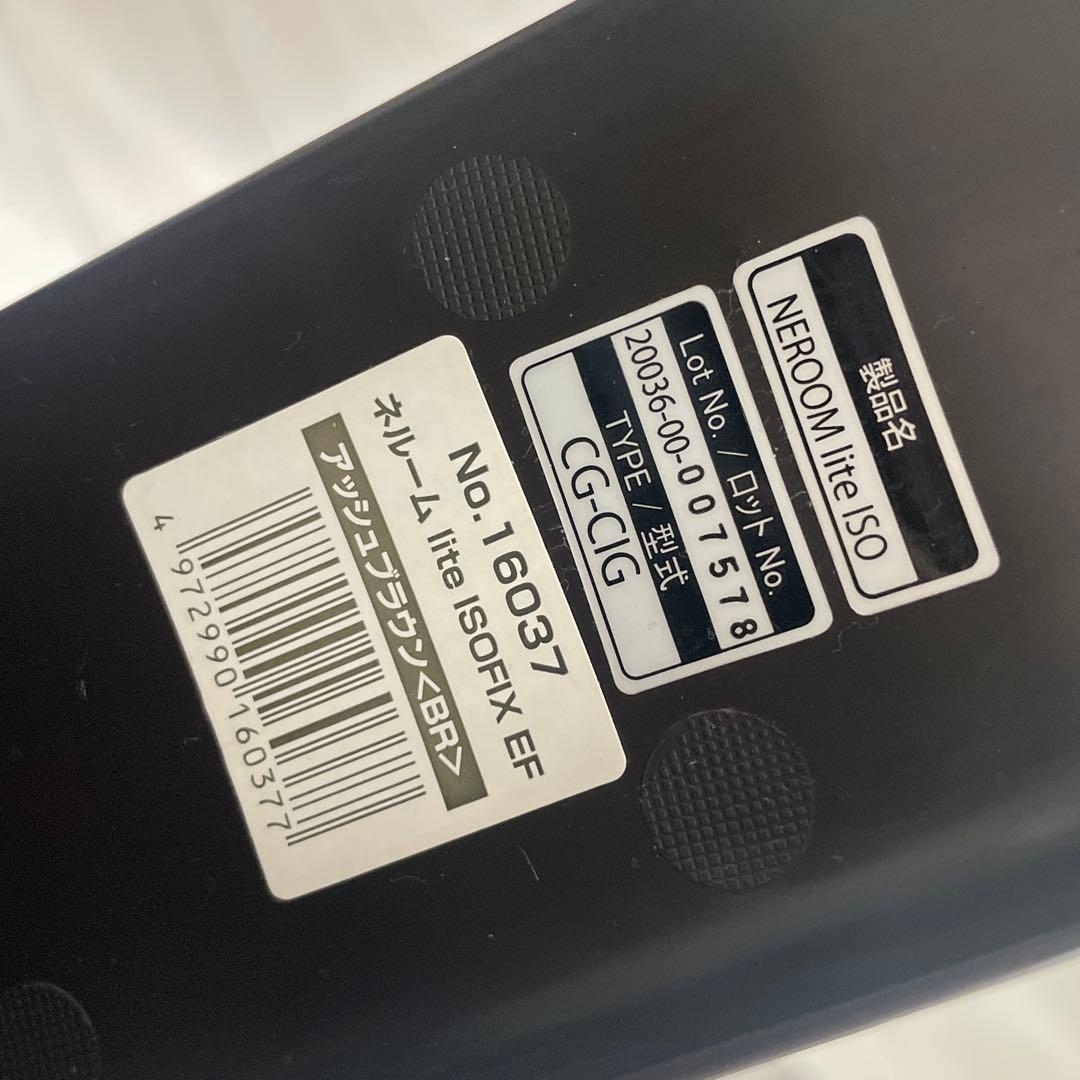 製品名
NEROOM lite ISO
Lot No. / ロット No.
20036-00-007578
TYPE / 型式
CG-CIG
No.16037
ネルーム lite ISOFIX EF
アッシュブラウン<BR>
4 972990 160377